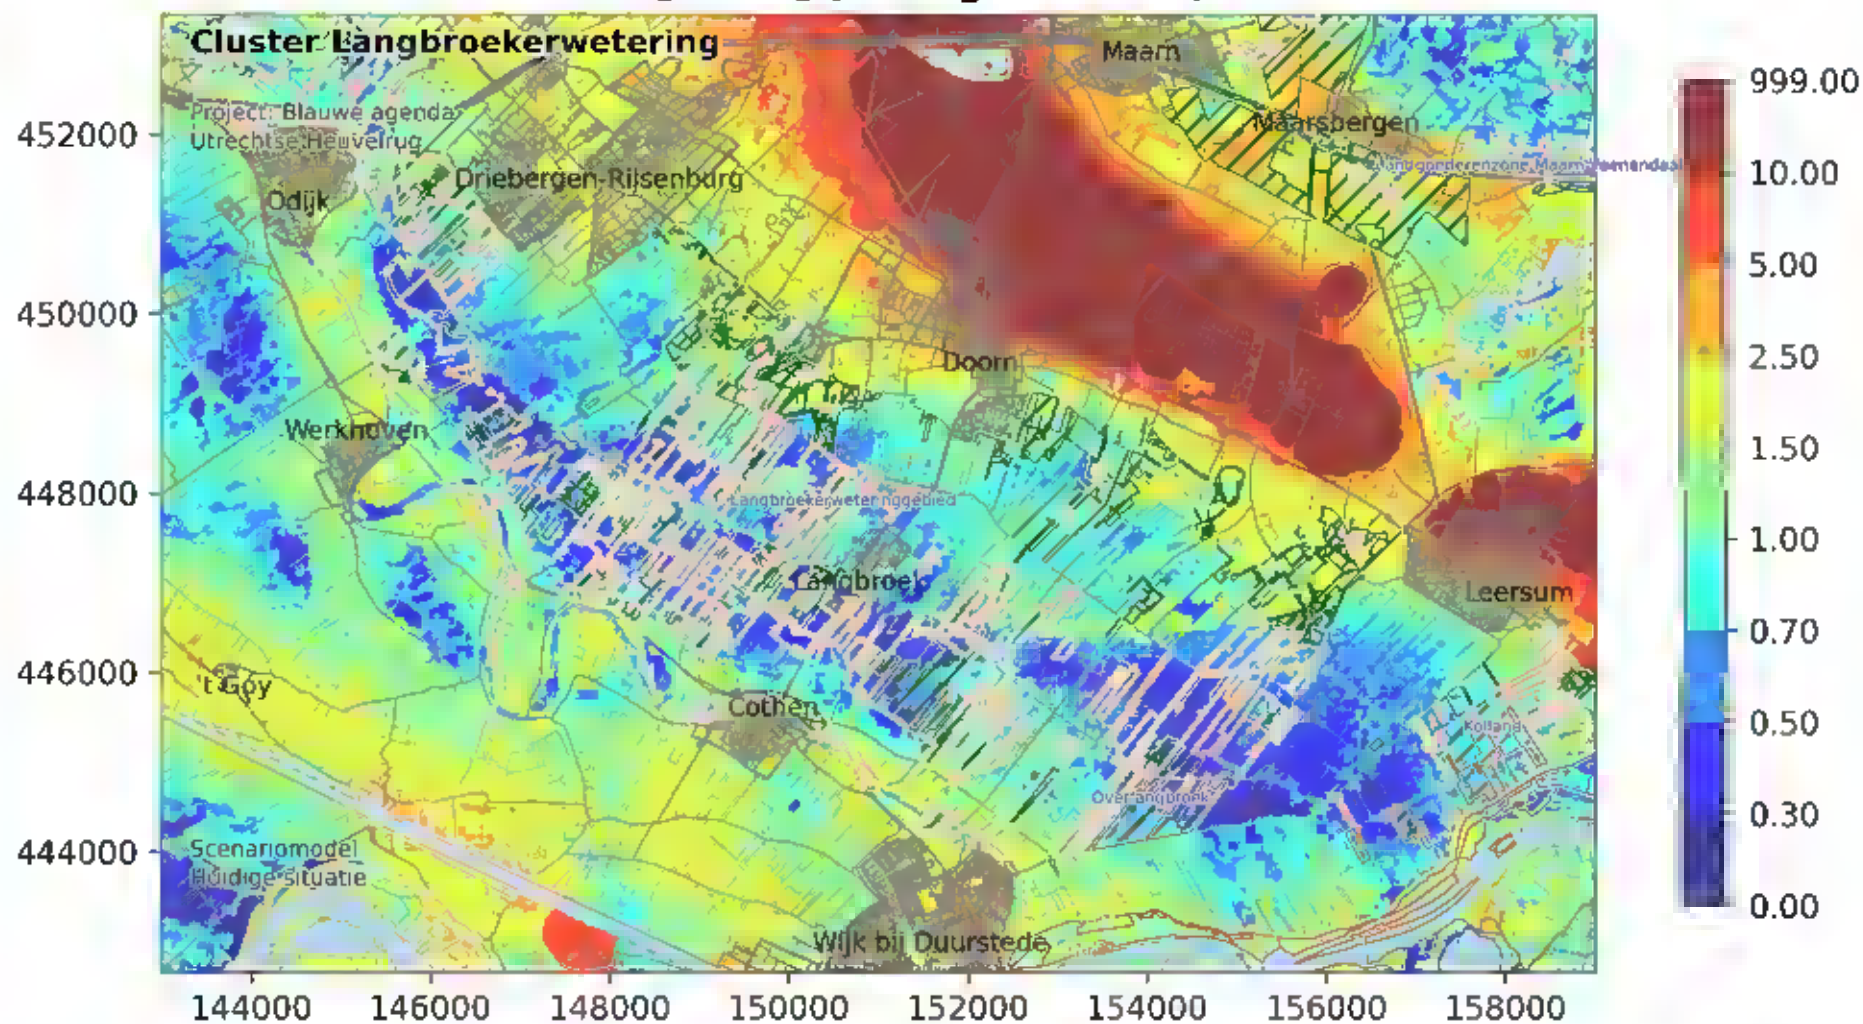 Cluster Langbroekerwetering
Maarn
Project: Blauwe agenda
Utrechtse Heuvelrug
Maarsbergen
Driebergen-Rijsenburg
Odijk
Doorn
Werkhoven
Langbroekerweteringgebied
Langbroek
Leersum
't Goy
Cothen
Kolland
Overlangbroek
Scenariomodel
Huidige situatie
Wijk bij Duurstede
452000
450000
448000
446000
444000
144000 146000 148000 150000 152000 154000 156000 158000
999.00
10.00
5.00
2.50
1.50
1.00
0.70
0.50
0.30
0.00